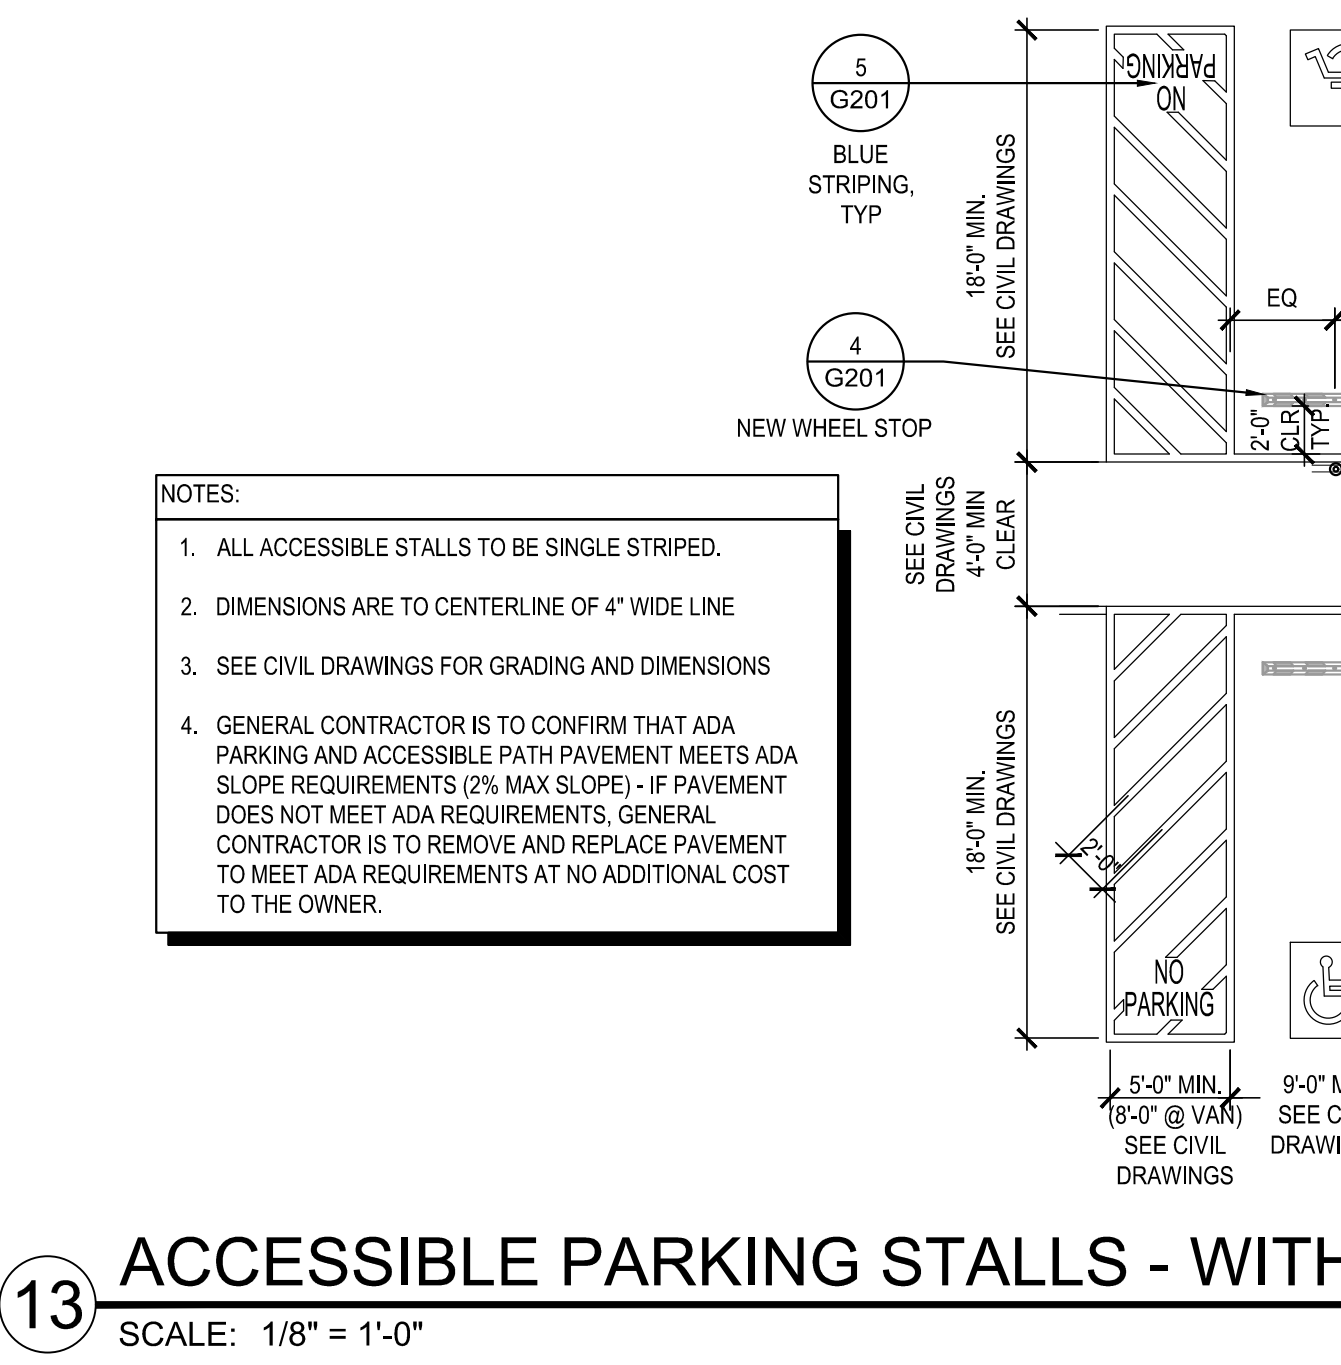 5
G201
BLUE
STRIPING,
TYP
NO
PARKING
18'-0" MIN.
SEE CIVIL DRAWINGS
EQ
4
G201
NEW WHEEL STOP
2'-0"
CLR
TYP.
SEE CIVIL
DRAWINGS
4'-0" MIN
CLEAR
NOTES:
1. ALL ACCESSIBLE STALLS TO BE SINGLE STRIPED.
2. DIMENSIONS ARE TO CENTERLINE OF 4" WIDE LINE
3. SEE CIVIL DRAWINGS FOR GRADING AND DIMENSIONS
4. GENERAL CONTRACTOR IS TO CONFIRM THAT ADA
PARKING AND ACCESSIBLE PATH PAVEMENT MEETS ADA
SLOPE REQUIREMENTS (2% MAX SLOPE) - IF PAVEMENT
DOES NOT MEET ADA REQUIREMENTS, GENERAL
CONTRACTOR IS TO REMOVE AND REPLACE PAVEMENT
TO MEET ADA REQUIREMENTS AT NO ADDITIONAL COST
TO THE OWNER.
18'-0" MIN.
SEE CIVIL DRAWINGS
2'-0"
NO
PARKING
5'-0" MIN.
(8'-0" @ VAN)
SEE CIVIL
DRAWINGS
9'-0"
SEE
13
ACCESSIBLE PARKING STALLS - WITH
SCALE: 1/8" = 1'-0"